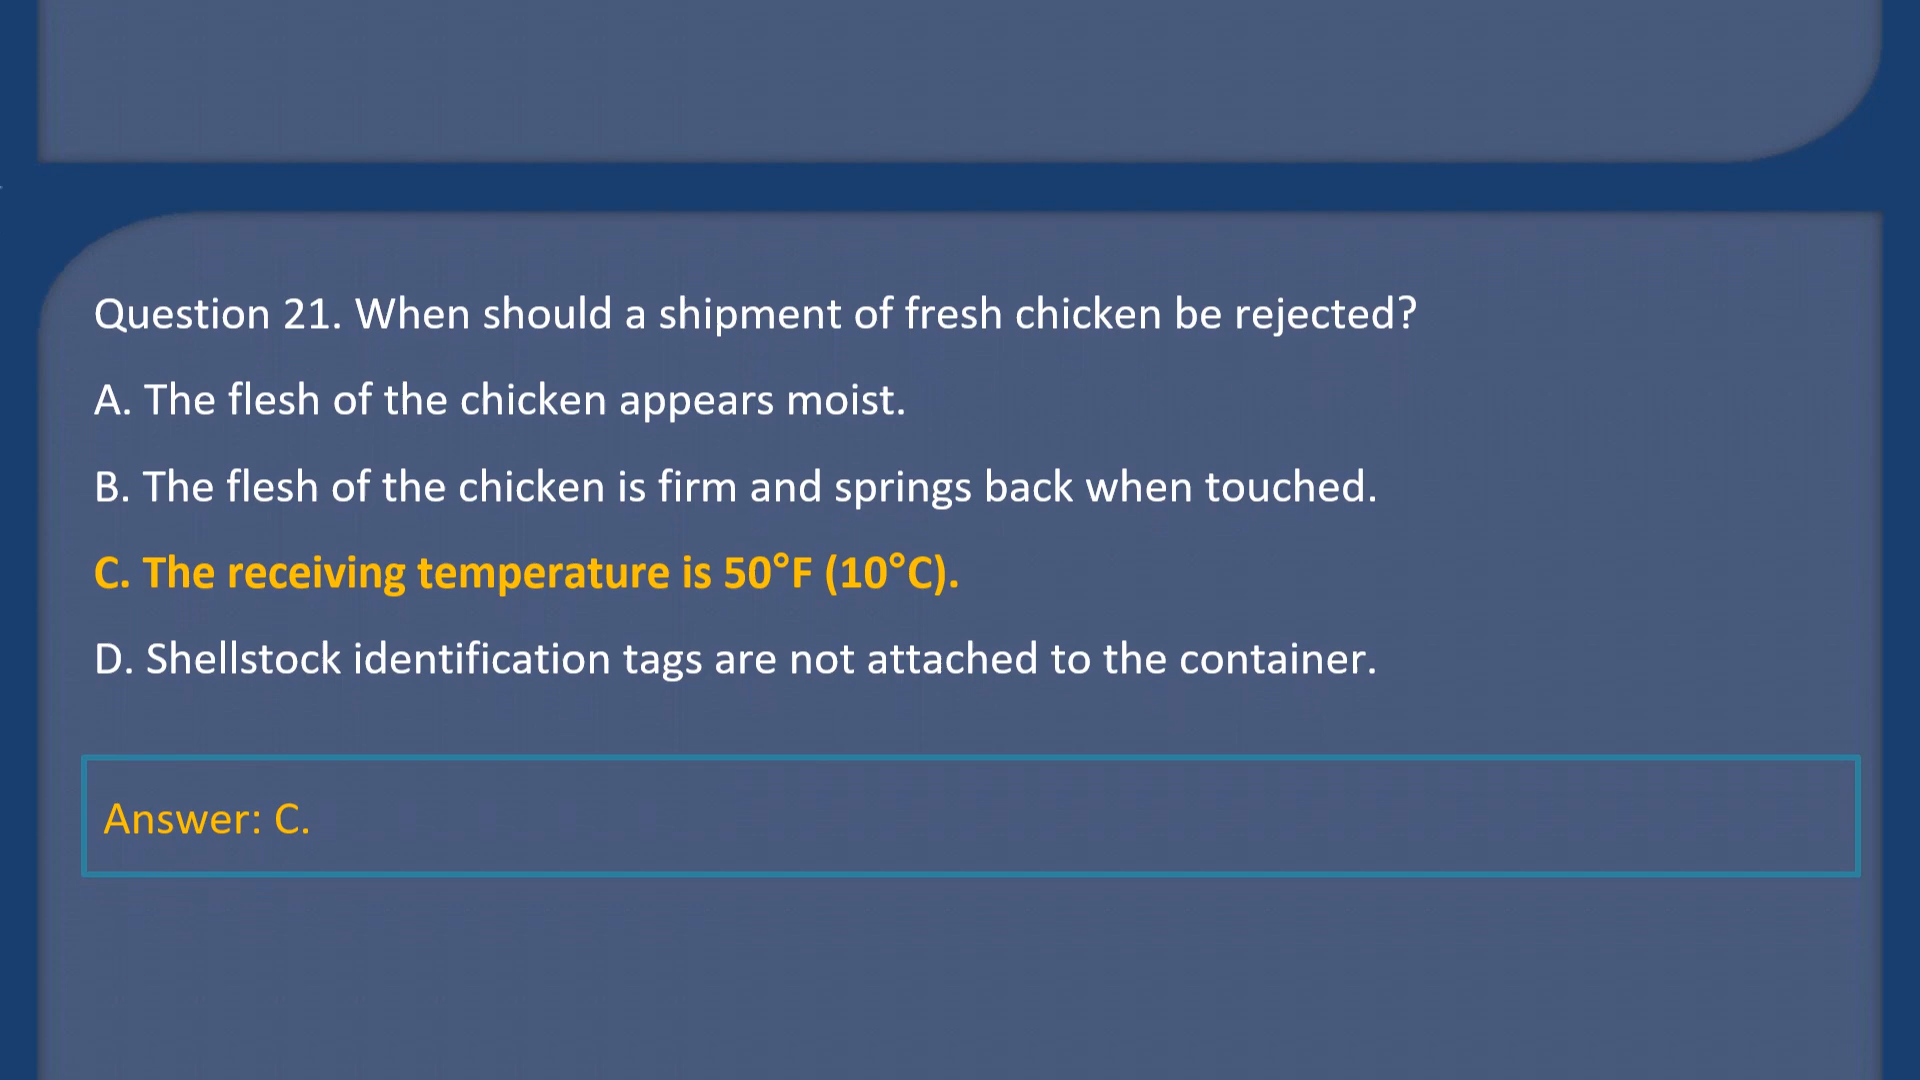 Question 21. When should a shipment of fresh chicken be rejected?
A. The flesh of the chicken appears moist.
B. The flesh of the chicken is firm and springs back when touched.
C. The receiving temperature is 50°F (10°C).
D. Shellstock identification tags are not attached to the container.
Answer: C.